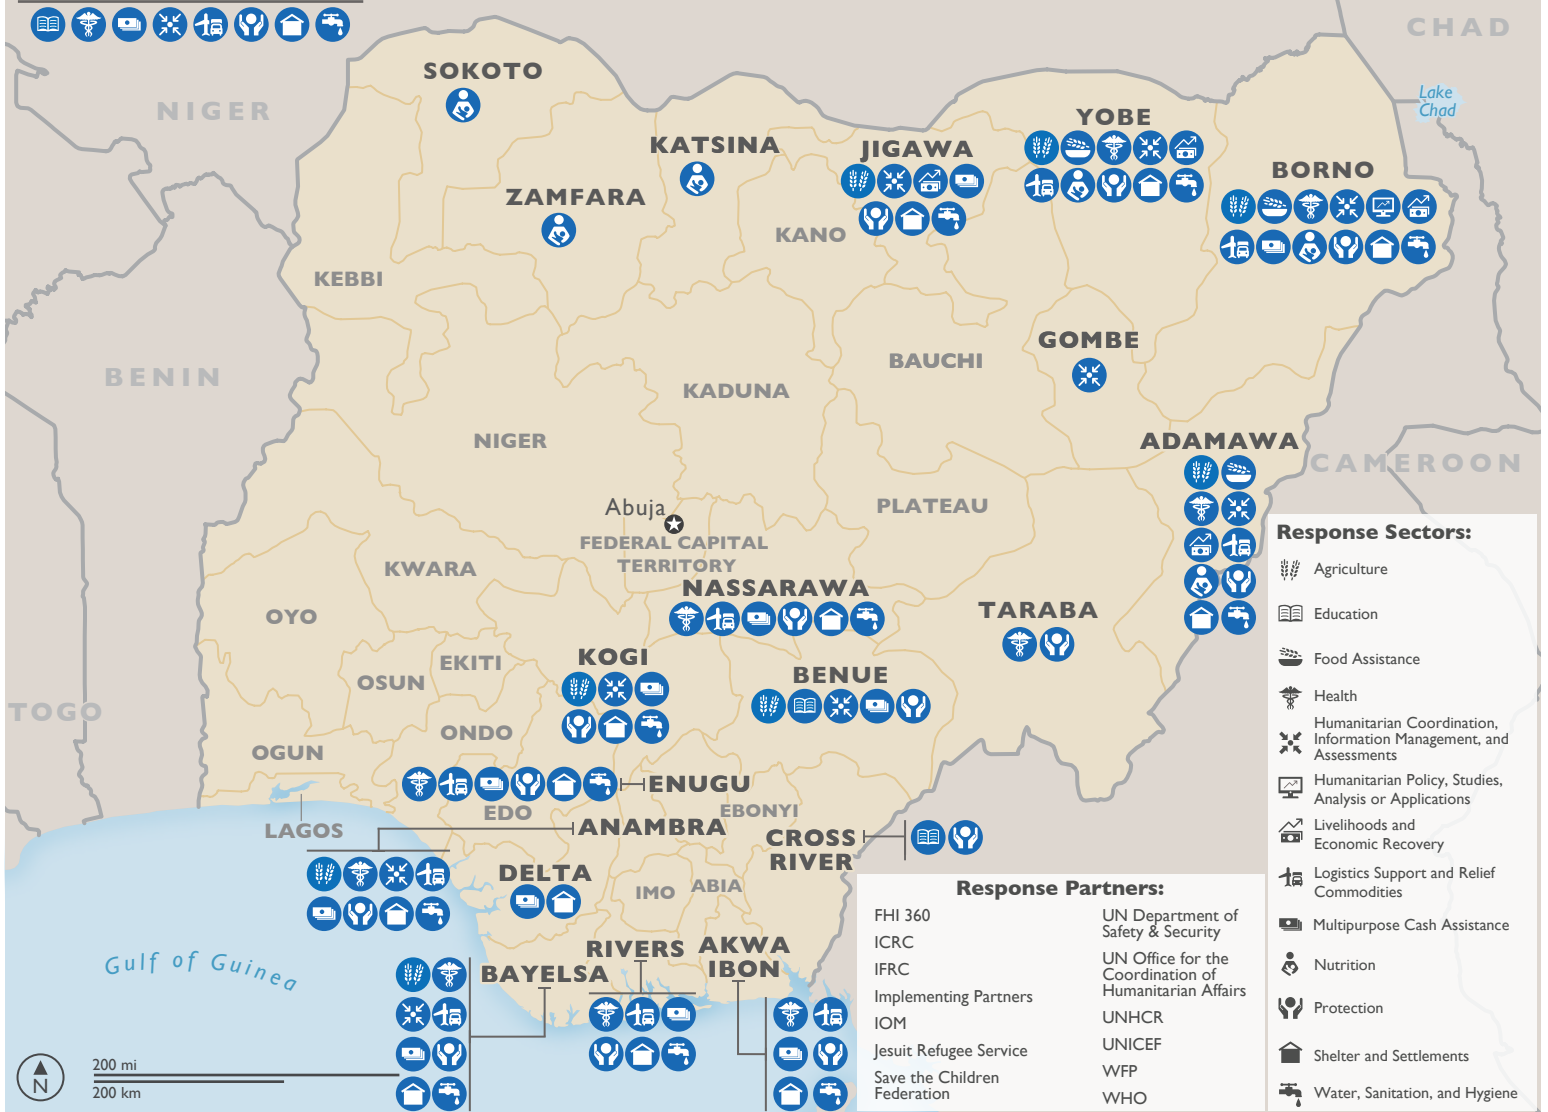 CHAD
SOKOTO
Lake
Chad
NIGER
YOBE
KATSINA
JIGAWA
BORNO
ZAMFARA
KANO
KEBBI
GOMBE
BAUCHI
BENIN
KADUNA
NIGER
ADAMAWA
CAMEROON
PLATEAU
Abuja
FEDERAL CAPITAL
TERRITORY
KWARA
NASSARAWA
TARABA
OYO
KOGI
EKITI
BENUE
OSUN
TOGO
ONDO
OGUN
ENUGU
EDO
EBONYI
LAGOS
ANAMBRA
CROSS
RIVER
DELTA
IMO
ABIA
RIVERS
AKWA
IBON
BAYELSA
Gulf of Guinea
N
200 mi
200 km
Response Partners:
FHI 360
ICRC
IFRC
Implementing Partners
IOM
Jesuit Refugee Service
Save the Children
Federation
UN Department of
Safety & Security
UN Office for the
Coordination of
Humanitarian Affairs
UNHCR
UNICEF
WFP
WHO
Response Sectors:
Agriculture
Education
Food Assistance
Health
Humanitarian Coordination,
Information Management, and
Assessments
Humanitarian Policy, Studies,
Analysis or Applications
Livelihoods and
Economic Recovery
Logistics Support and Relief
Commodities
Multipurpose Cash Assistance
Nutrition
Protection
Shelter and Settlements
Water, Sanitation, and Hygiene